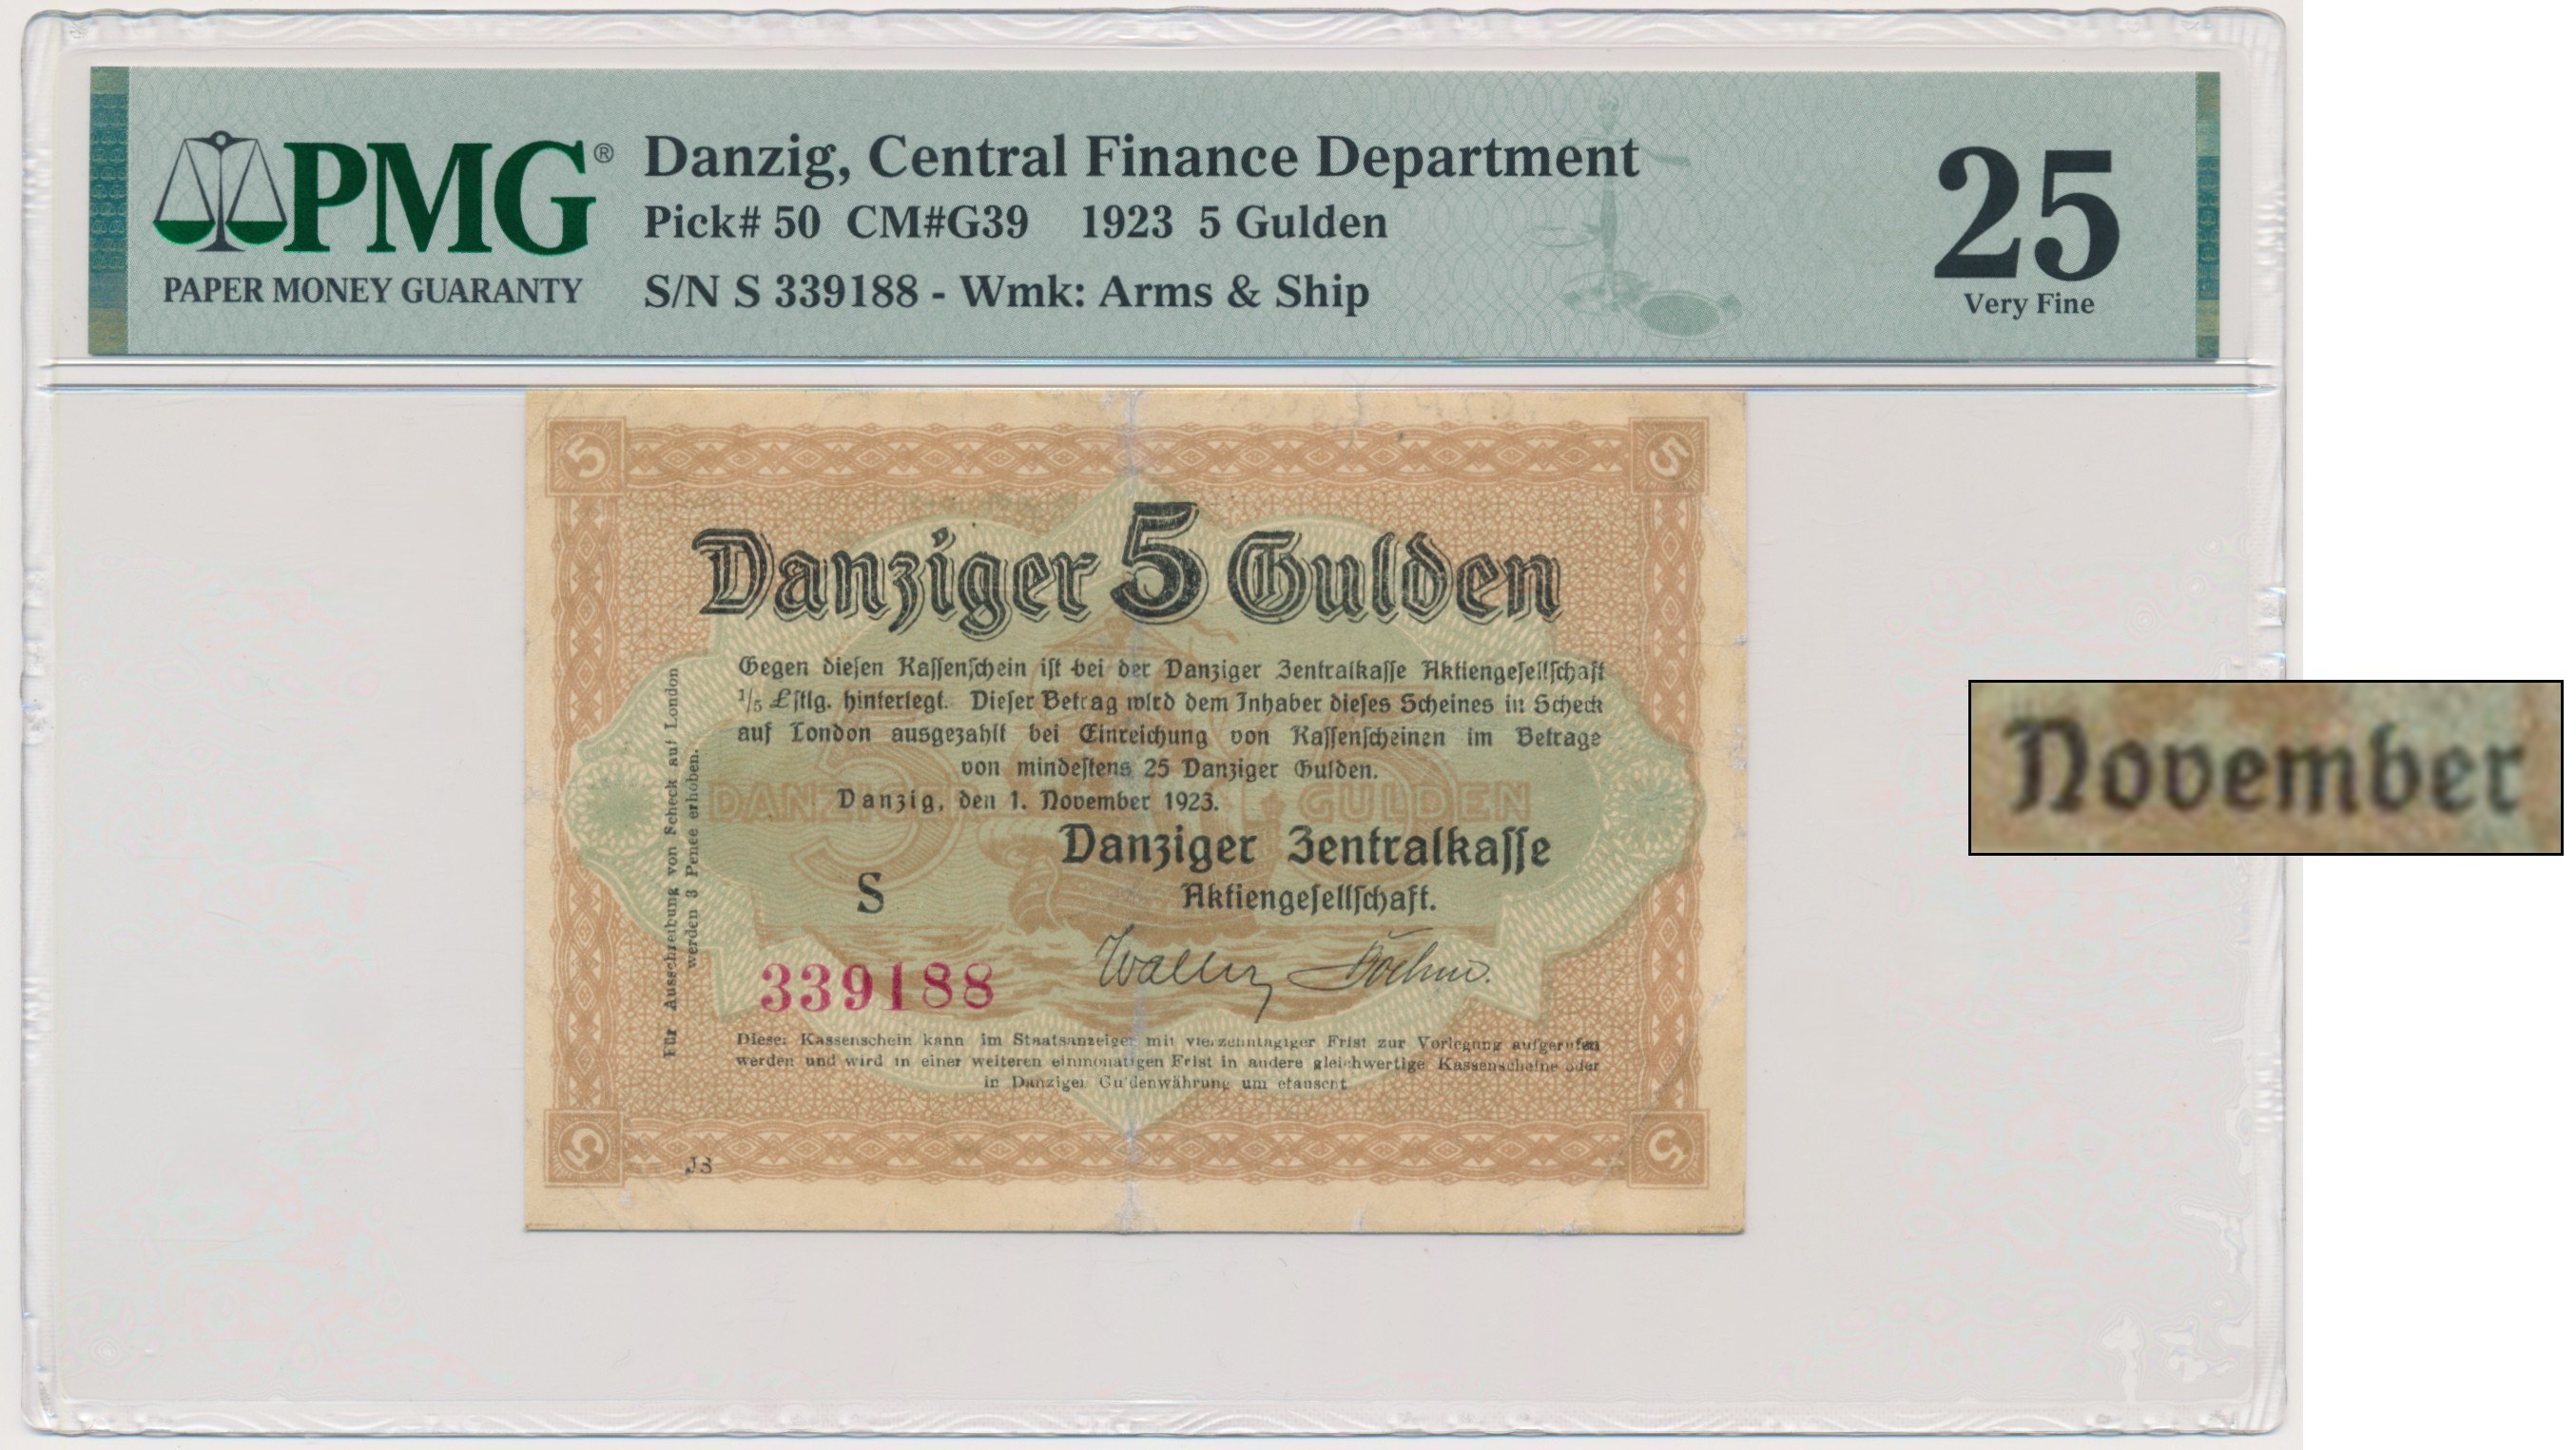 PMG®
PAPER MONEY GUARANTY
Danzig, Central Finance Department
Pick# 50 CM#G39 1923 5 Gulden
S/N S 339188 - Wmk: Arms & Ship
25
Very Fine
5
5
Danziger 5 Gulden
Gegen dieſen Kaſſenſchein iſt bei der Danziger Zentralkaſſe Aktiengeſellſchaft
1/5 £ſtlg. hinterlegt. Dieſer Betrag wird dem Inhaber dieſes Scheines in Scheck
auf London ausgezahlt bei Einreichung von Kaſſenſcheinen im Betrage
von mindeſtens 25 Danziger Gulden.
Danzig, den 1. November 1923.
DANZIG 5 GULDEN
Danziger Zentralkaſſe
Aktiengeſellſchaft.
S
339188
Für Ausschreibung von Scheck auf London
werden 3 Pence erhoben.
Dieser Kassenschein kann im Staatsanzeiger mit vierzehntägiger Frist zur Vorlegung aufgerufen
werden und wird in einer weiteren einmonatigen Frist in andere gleichwertige Kassenscheine oder
in Danziger Guldenwährung umgetauscht
5
5
JS
November